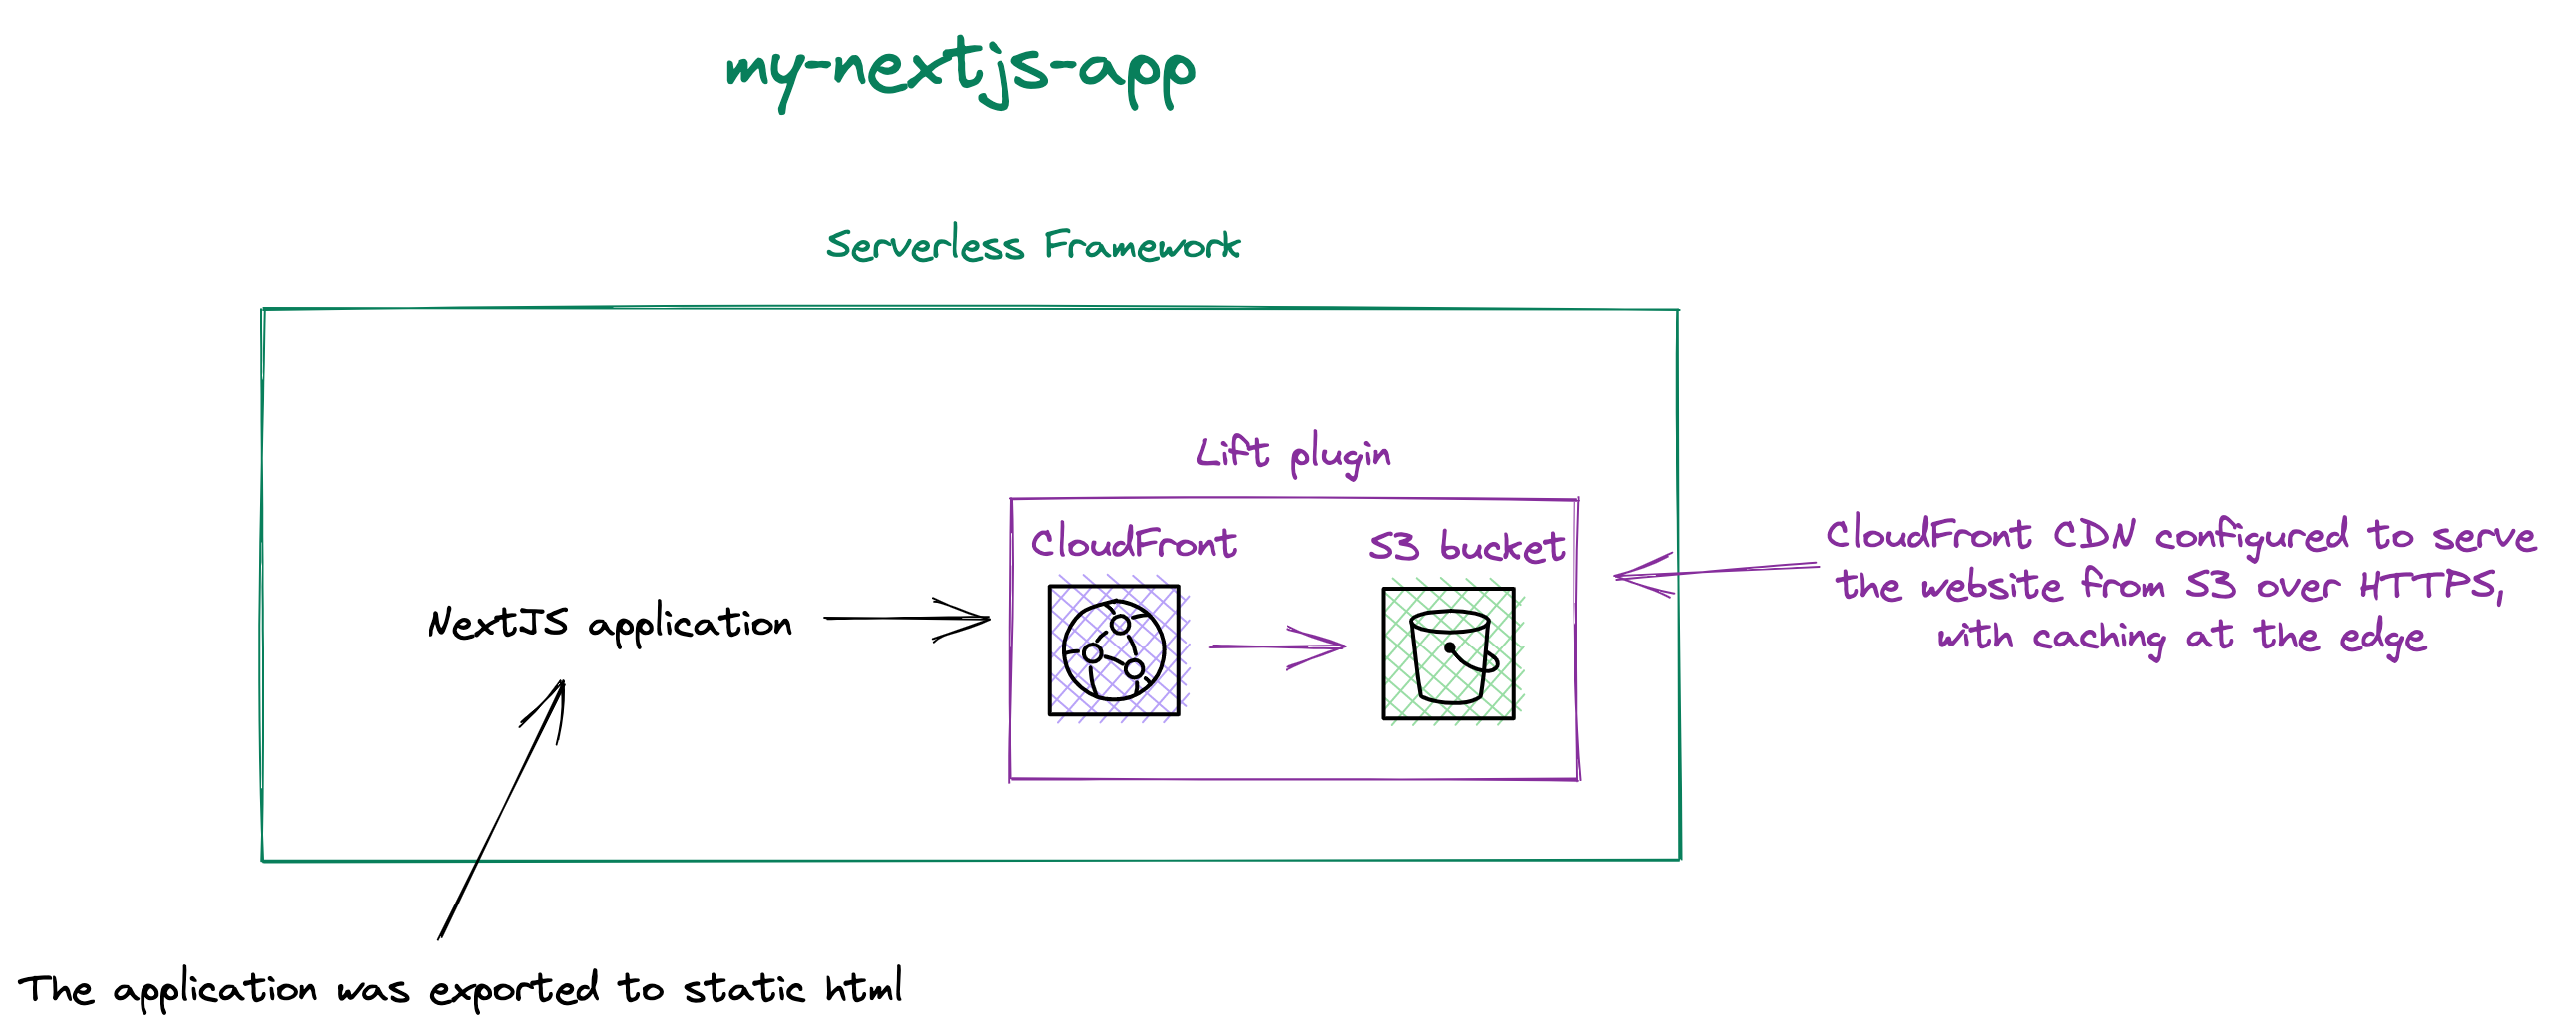 my-nextjs-app
Serverless Framework
Lift plugin
CloudFront
S3 bucket
NextJS application
CloudFront CDN configured to serve
the website from S3 over HTTPS,
with caching at the edge
The application was exported to static html